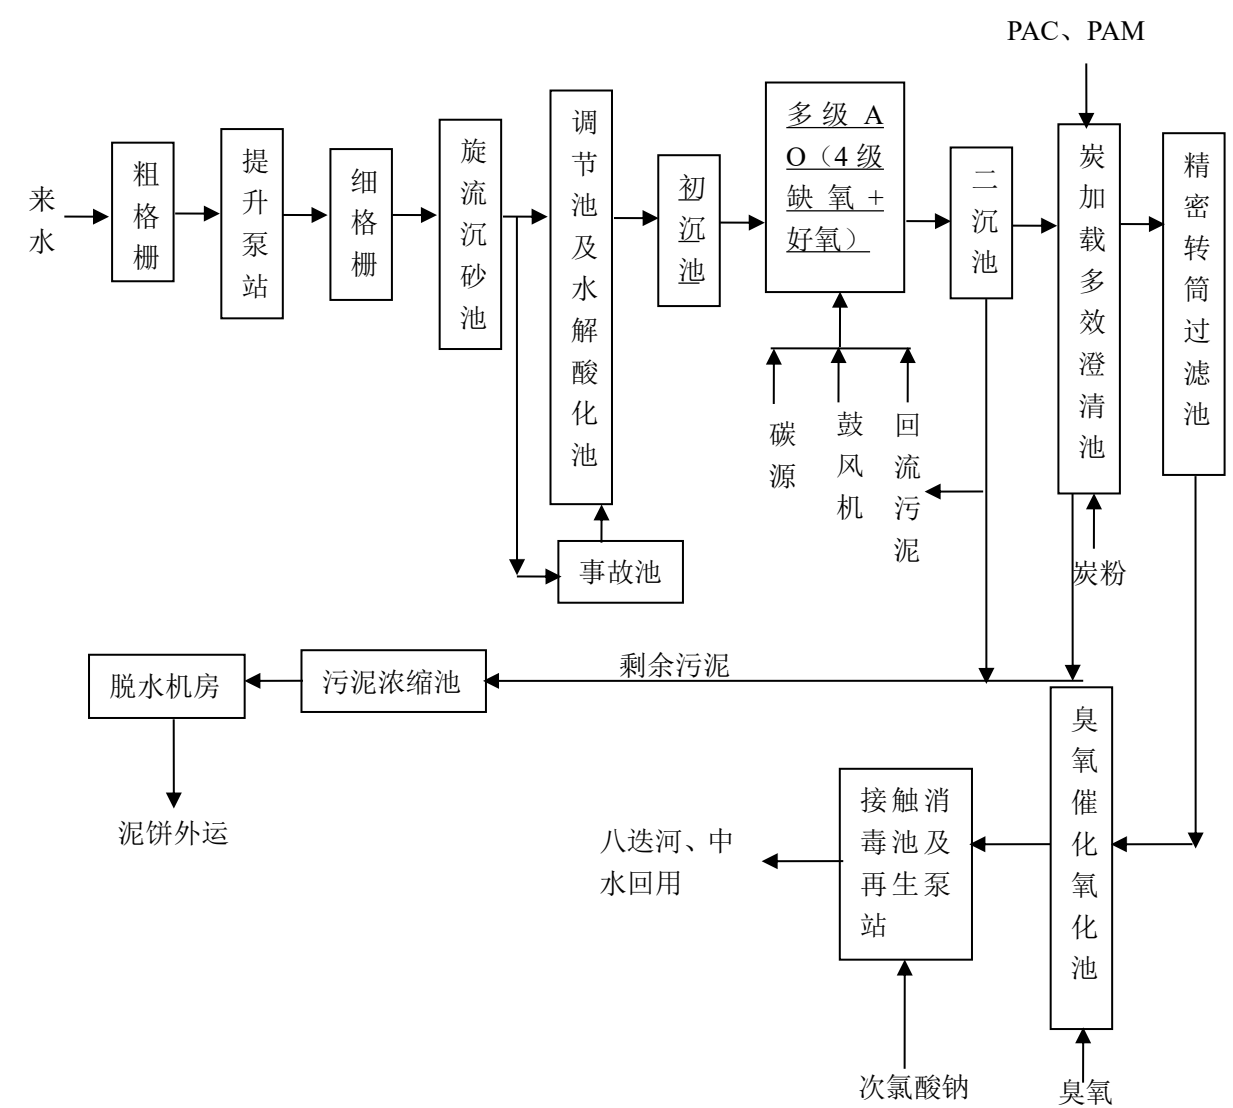 PAC、PAM
来水
粗格栅
提升泵站
细格栅
旋流沉砂池
调节池及水解酸化池
初沉池
多级 A
O（4级
缺氧+
好氧）
二沉池
炭加载多效澄清池
精密转筒过滤池
碳源
鼓风机
回流污泥
事故池
炭粉
脱水机房
污泥浓缩池
剩余污泥
泥饼外运
八迭河、中
水回用
接触消
毒池及
再生泵
站
臭氧催化氧化池
次氯酸钠
臭氧